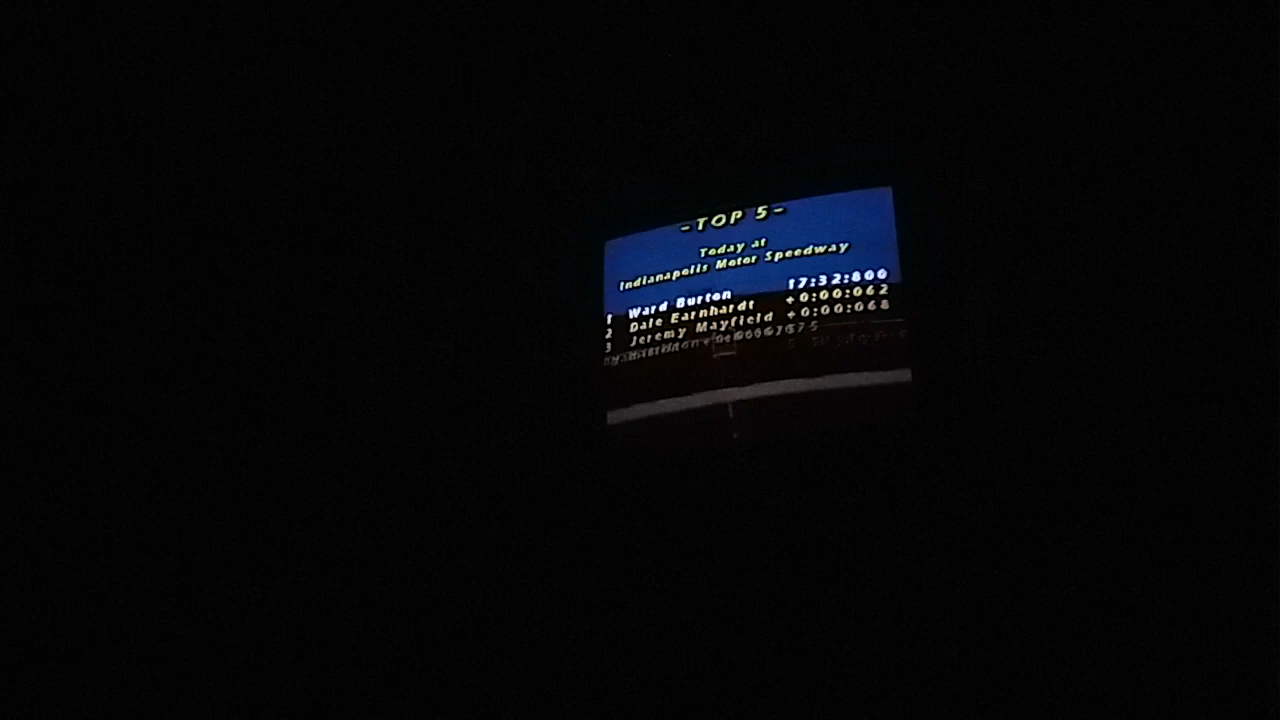 -TOP 5-
Today at
Indianapolis Motor Speedway
1 Ward Burton 17:32:800
2 Dale Earnhardt +0:00:062
3 Jeremy Mayfield +0:00:068